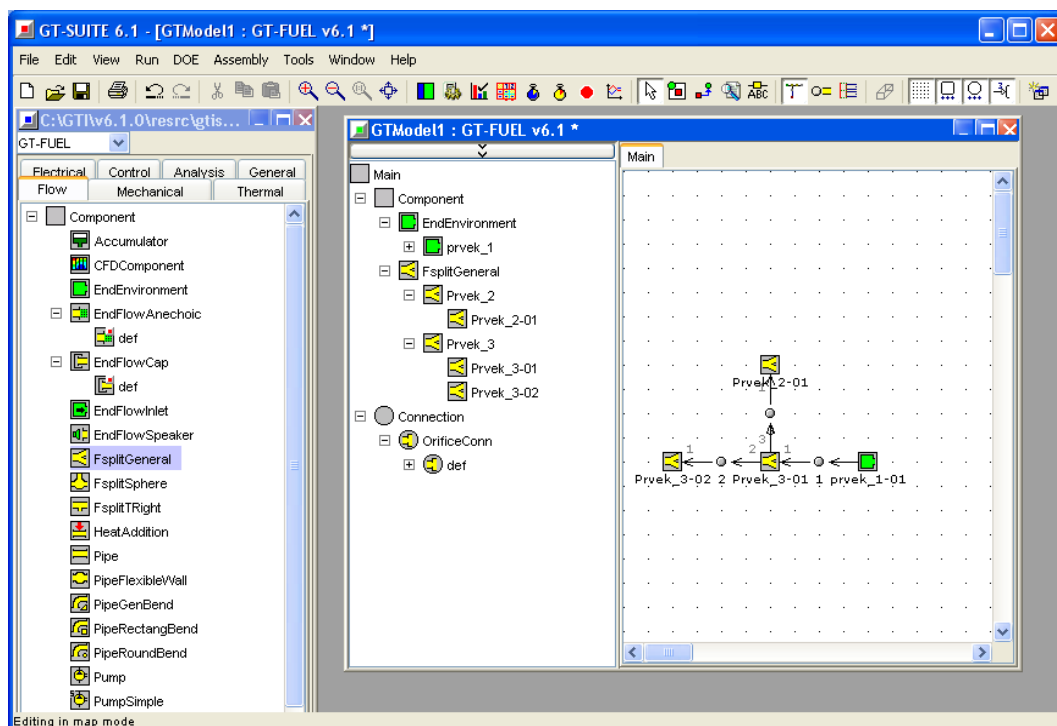 GT-SUITE 6.1 - [GTModel1 : GT-FUEL v6.1 *]
File Edit View Run DOE Assembly Tools Window Help
ABC
C:\GTI\v6.1.0\resrc\gtis...
GT-FUEL
Electrical Control Analysis General
Flow Mechanical Thermal
Component
Accumulator
CFDComponent
EndEnvironment
EndFlowAnechoic
def
EndFlowCap
def
EndFlowInlet
EndFlowSpeaker
FsplitGeneral
FsplitSphere
FsplitTRight
HeatAddition
Pipe
PipeFlexibleWall
PipeGenBend
PipeRectangBend
PipeRoundBend
Pump
PumpSimple
GTModel1 : GT-FUEL v6.1 *
Main
Component
EndEnvironment
prvek_1
FsplitGeneral
Prvek_2
Prvek_2-01
Prvek_3
Prvek_3-01
Prvek_3-02
Connection
OrificeConn
def
Main
Prvek_2-01
1
3
1 2 1
Prvek_3-02 2 Prvek_3-01 1 prvek_1-01
Editing in map mode